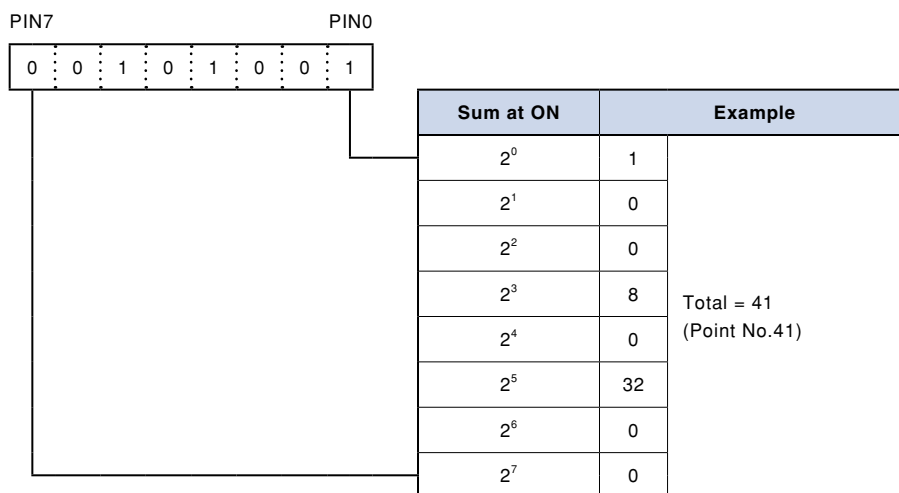 PIN7 PIN0
0 0 1 0 1 0 0 1
Sum at ON Example
2⁰ 1
2¹ 0
2² 0
2³ 8
Total = 41
(Point No.41)
2⁴ 0
2⁵ 32
2⁶ 0
2⁷ 0